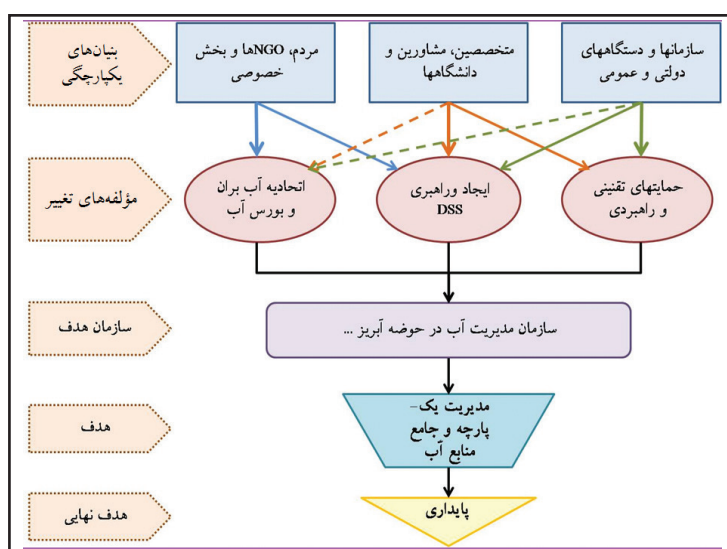 بنیان‌های
یکپارچگی
سازمانها و دستگاههای
دولتی و عمومی
متخصصین، مشاورین و
دانشگاهها
مردم، NGOها و بخش
خصوصی
مؤلفه‌های تغییر
حمایتهای تقنینی
و راهبردی
ایجاد وراهبری
DSS
اتحادیه آب بران
و بورس آب
سازمان هدف
سازمان مدیریت آب در حوضه آبریز ...
هدف
مدیریت یک-
پارچه و جامع
منابع آب
هدف نهایی
پایداری